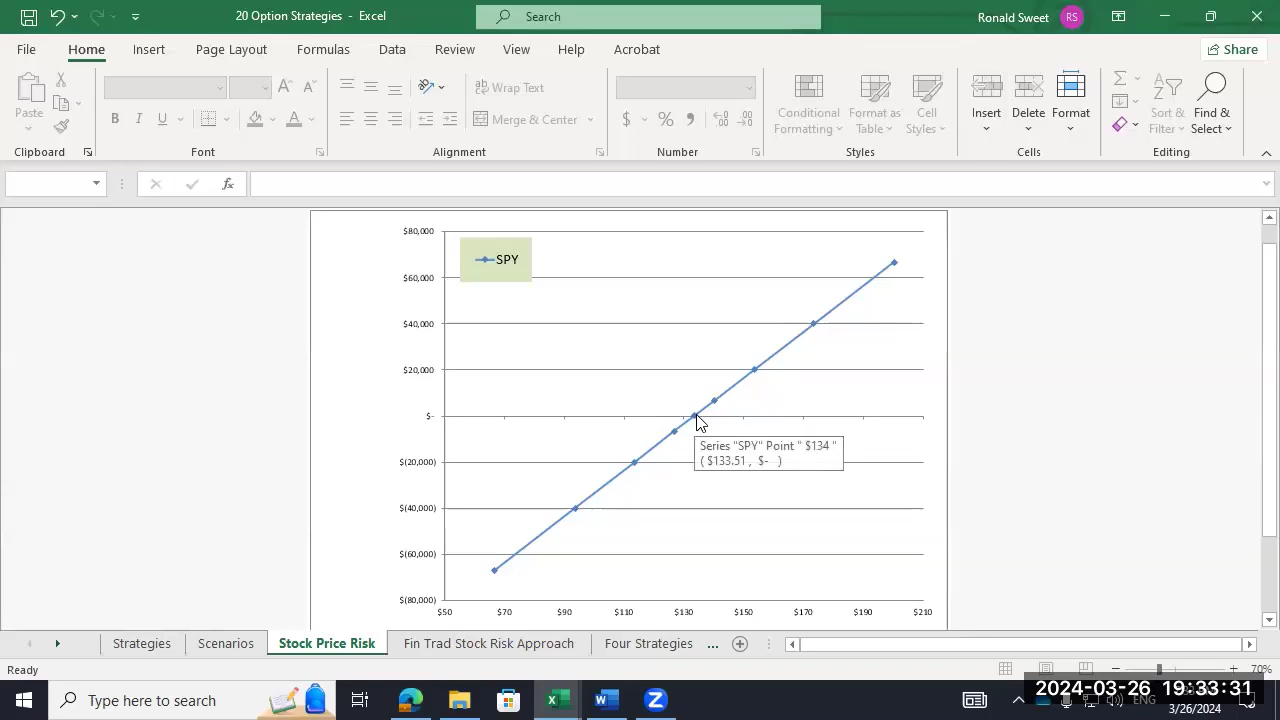 20 Option Strategies - Excel
Search
Ronald Sweet
RS
File
Home
Insert
Page Layout
Formulas
Data
Review
View
Help
Acrobat
Share
Paste
Clipboard
B I U
A
Font
Wrap Text
Merge & Center
Alignment
$ % ,
Number
Conditional Formatting
Format as Table
Cell Styles
Styles
Insert
Delete
Format
Cells
Sort & Filter
Find & Select
Editing
fx
SPY
$80,000
$60,000
$40,000
$20,000
$-
$(20,000)
$(40,000)
$(60,000)
$(80,000)
Series "SPY" Point " $134 "
( $133.51 , $- )
$50 $70 $90 $110 $130 $150 $170 $190 $210
Strategies
Scenarios
Stock Price Risk
Fin Trad Stock Risk Approach
Four Strategies
...
Ready
70%
Type here to search
2024-03-26 19:33:31
ENG
3/26/2024